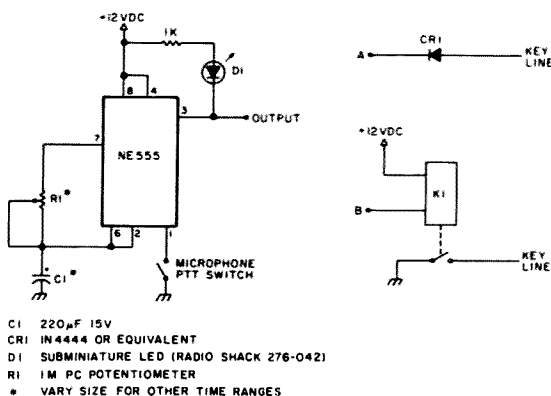 +12VDC
1K
D1
8
4
3
OUTPUT
7
NE555
R1*
6
2
1
MICROPHONE
PTT SWITCH
+
C1*
A
CR1
KEY
LINE
+12VDC
K1
B
KEY
LINE
C1 220µF 15V
CR1 IN4444 OR EQUIVALENT
D1 SUBMINIATURE LED (RADIO SHACK 276-042)
R1 1M PC POTENTIOMETER
* VARY SIZE FOR OTHER TIME RANGES